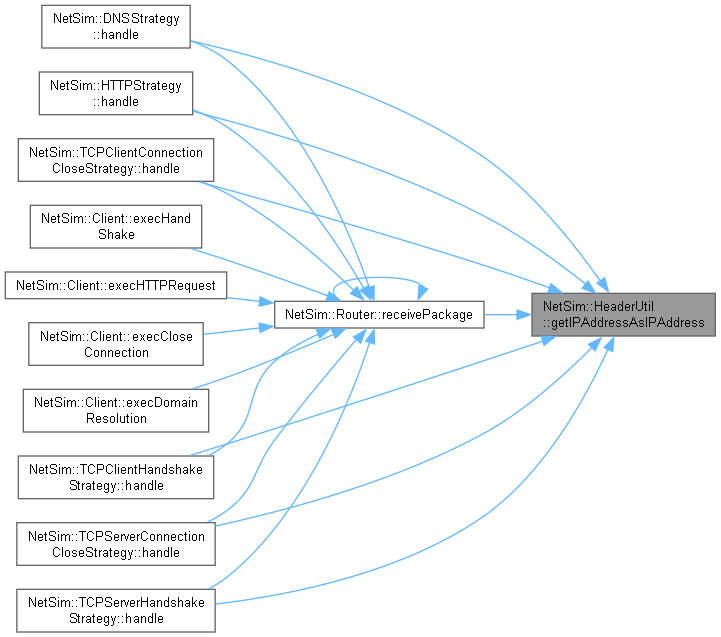 NetSim::DNSStrategy
::handle
NetSim::HTTPStrategy
::handle
NetSim::TCPClientConnection
CloseStrategy::handle
NetSim::Client::execHand
Shake
NetSim::Client::execHTTPRequest
NetSim::Client::execClose
Connection
NetSim::Client::execDomain
Resolution
NetSim::TCPClientHandshake
Strategy::handle
NetSim::TCPServerConnection
CloseStrategy::handle
NetSim::TCPServerHandshake
Strategy::handle
NetSim::Router::receivePackage
NetSim::HeaderUtil
::getIPAddressAsIPAddress